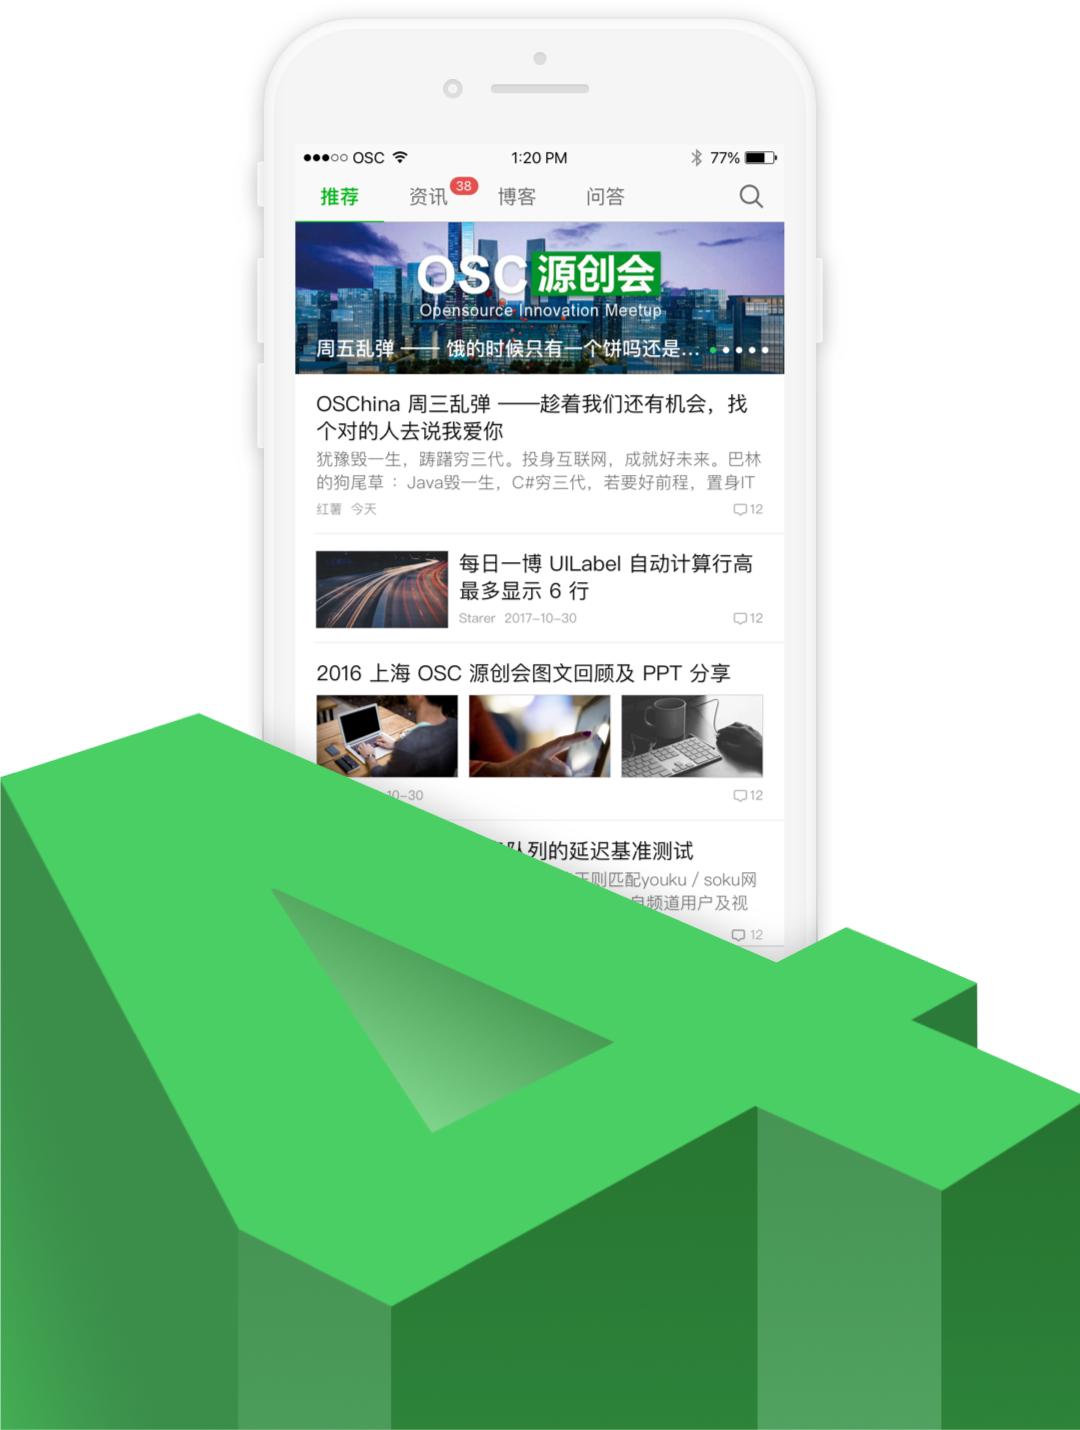 OSC 1:20 PM 77%
推荐 资讯 38 博客 问答
OSC 源创会
Opensource Innovation Meetup
周五乱弹 —— 饿的时候只有一个饼吗还是...
OSChina 周三乱弹 ——趁着我们还有机会，找
个对的人去说我爱你
犹豫毁一生，踌躇穷三代。投身互联网，成就好未来。巴林
的狗尾草 ：Java毁一生，C#穷三代，若要好前程，置身IT
红薯 今天 12
每日一博 UILabel 自动计算行高
最多显示 6 行
Starer 2017-10-30 12
2016 上海 OSC 源创会图文回顾及 PPT 分享
10-30 12
队列的延迟基准测试
正则匹配youku / soku网
自频道用户及视
12
4